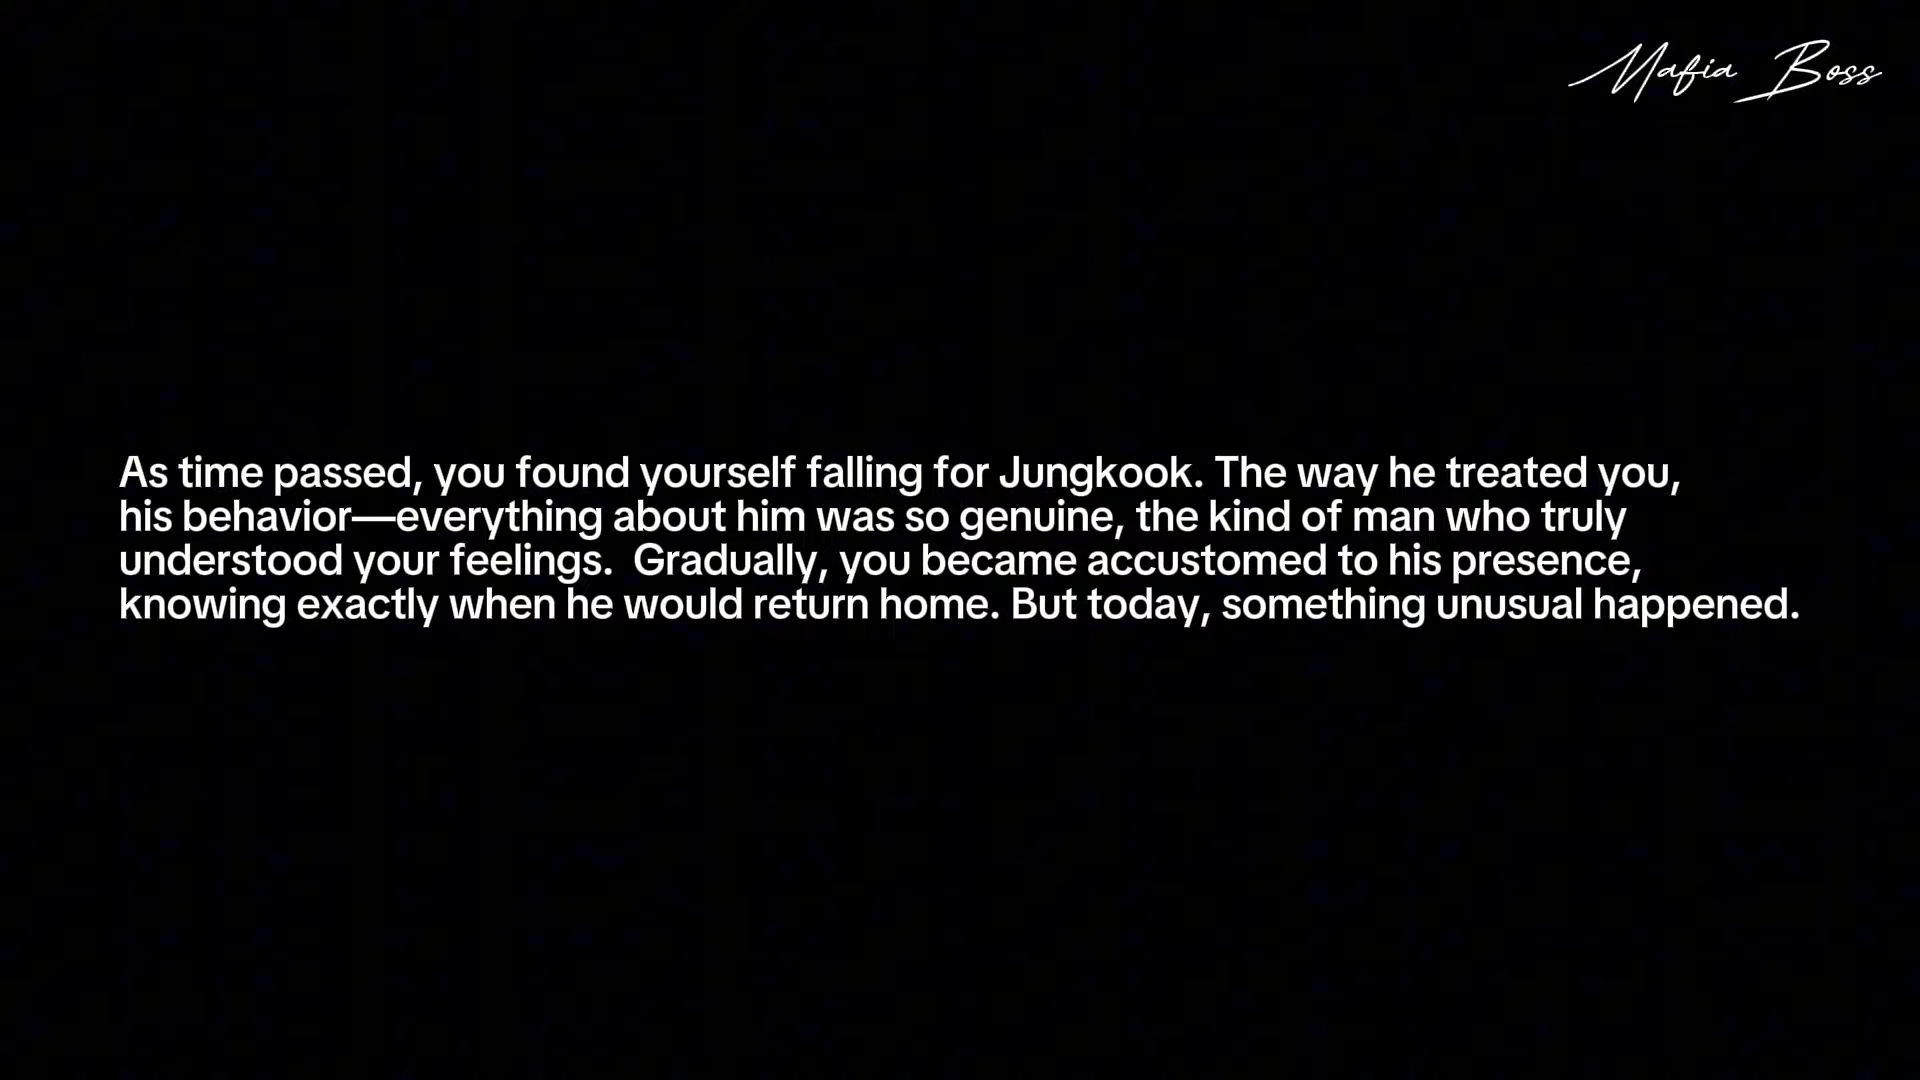 Mafia Boss
As time passed, you found yourself falling for Jungkook. The way he treated you,
his behavior—everything about him was so genuine, the kind of man who truly
understood your feelings.  Gradually, you became accustomed to his presence,
knowing exactly when he would return home. But today, something unusual happened.